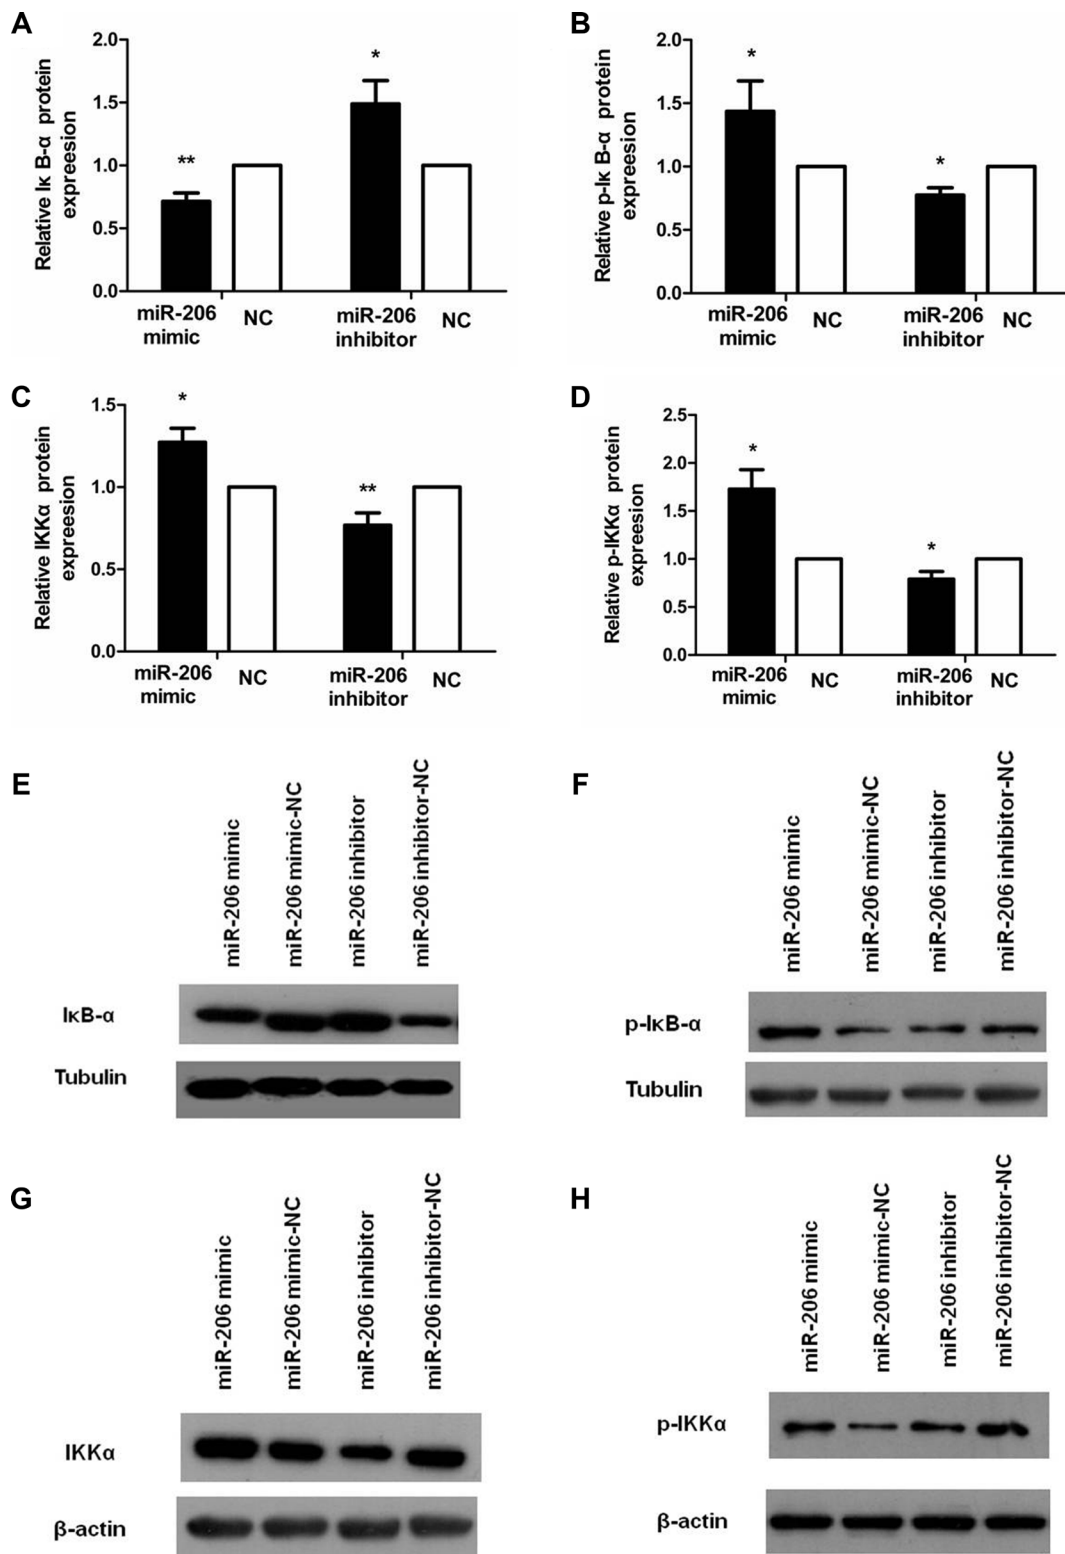 A
2.0
1.5
1.0
0.5
0.0
Relative Iκ B-α protein
expreesion
**
*
miR-206
mimic
NC
miR-206
inhibitor
NC
B
2.0
1.5
1.0
0.5
0.0
Relative p-Iκ B-α protein
expreesion
*
*
miR-206
mimic
NC
miR-206
inhibitor
NC
C
1.5
1.0
0.5
0.0
Relative IKKα protein
expreesion
*
**
miR-206
mimic
NC
miR-206
inhibitor
NC
D
2.5
2.0
1.5
1.0
0.5
0.0
Relative p-IKKα protein
expreesion
*
*
miR-206
mimic
NC
miR-206
inhibitor
NC
E
miR-206 mimic
miR-206 mimic-NC
miR-206 inhibitor
miR-206 inhibitor-NC
IκB-α
Tubulin
F
miR-206 mimic
miR-206 mimic-NC
miR-206 inhibitor
miR-206 inhibitor-NC
p-IκB-α
Tubulin
G
miR-206 mimic
miR-206 mimic-NC
miR-206 inhibitor
miR-206 inhibitor-NC
IKKα
β-actin
H
miR-206 mimic
miR-206 mimic-NC
miR-206 inhibitor
miR-206 inhibitor-NC
p-IKKα
β-actin